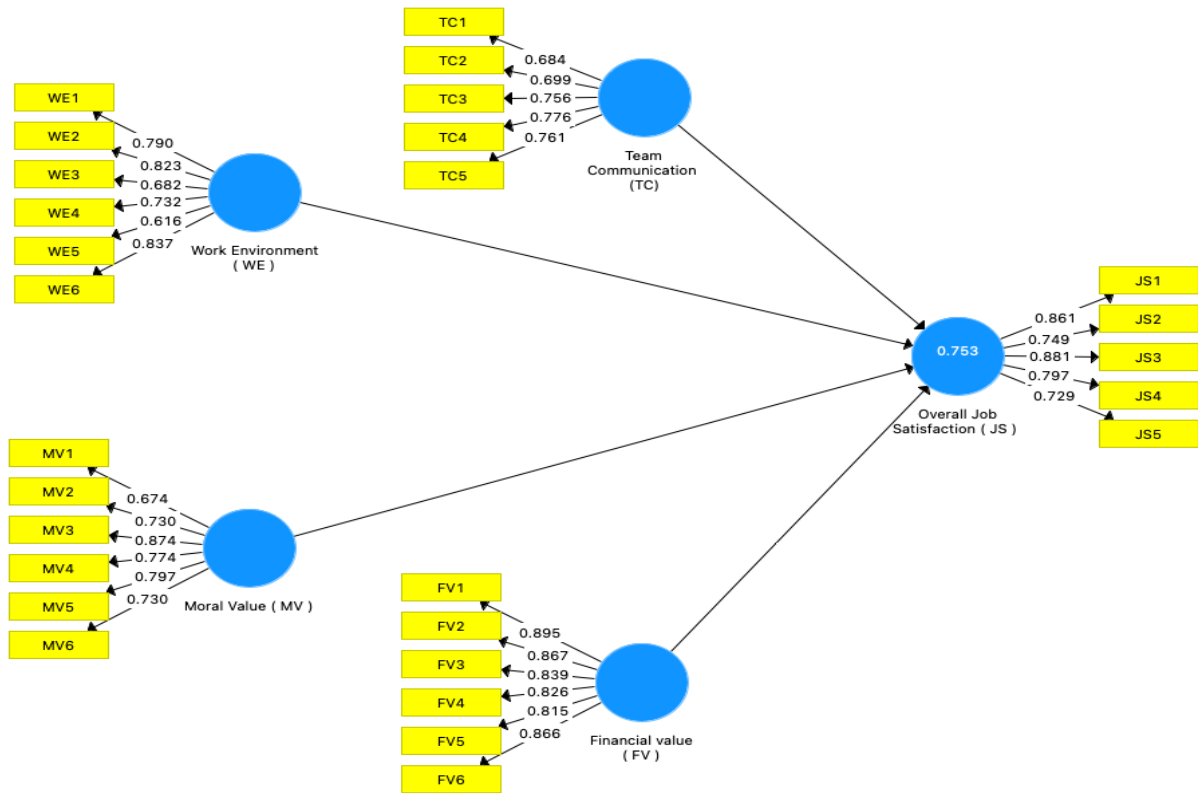 TC1
TC2
TC3
TC4
TC5
0.684
0.699
0.756
0.776
0.761
Team
Communication
(TC)
WE1
WE2
WE3
WE4
WE5
WE6
0.790
0.823
0.682
0.732
0.616
0.837
Work Environment
( WE )
0.753
Overall Job
Satisfaction ( JS )
0.861
0.749
0.881
0.797
0.729
JS1
JS2
JS3
JS4
JS5
MV1
MV2
MV3
MV4
MV5
MV6
0.674
0.730
0.874
0.774
0.797
0.730
Moral Value ( MV )
FV1
FV2
FV3
FV4
FV5
FV6
0.895
0.867
0.839
0.826
0.815
0.866
Financial value
( FV )